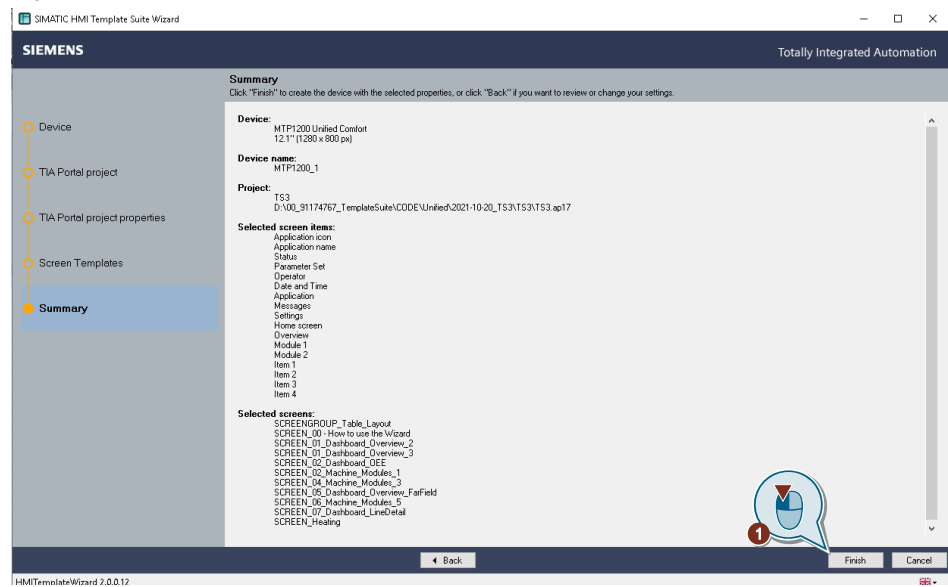 SIMATIC HMI Template Suite Wizard
SIEMENS
Totally Integrated Automation
Summary
Click "Finish" to create the device with the selected properties, or click "Back" if you want to review or change your settings.
Device
TIA Portal project
TIA Portal project properties
Screen Templates
Summary
Device:
MTP1200 Unified Comfort
12.1" (1280 x 800 px)
Device name:
MTP1200_1
Project:
TS3
D:\00_91174767_TemplateSuite\CODE\Unified\2021-10-20_TS3\TS3\TS3.ap17
Selected screen items:
Application icon
Application name
Status
Parameter Set
Operator
Date and Time
Application
Messages
Settings
Home screen
Overview
Module 1
Module 2
Item 1
Item 2
Item 3
Item 4
Selected screens:
SCREENGROUP_Table_Layout
SCREEN_00 - How to use the Wizard
SCREEN_01_Dashboard_Overview_2
SCREEN_01_Dashboard_Overview_3
SCREEN_02_Dashboard_OEE
SCREEN_02_Machine_Modules_1
SCREEN_04_Machine_Modules_3
SCREEN_05_Dashboard_Overview_FarField
SCREEN_06_Machine_Modules_5
SCREEN_07_Dashboard_LineDetail
SCREEN_Heating
1
Back
Finish
Cancel
HMITemplateWizard 2.0.0.12